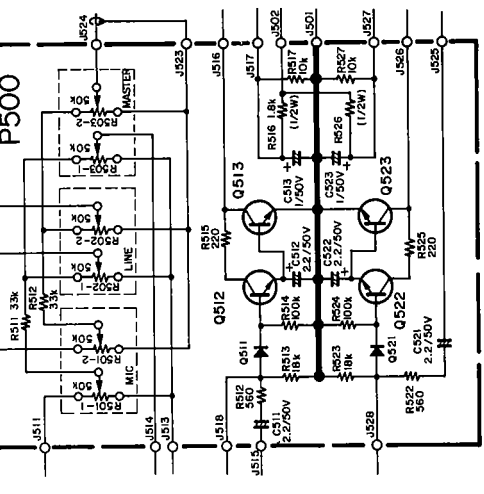 J524
J523
J516
J517
J502
J501
J527
J526
J525
P500
MASTER
50k
R503-2
50k
R503-1
LINE
50k
R502-2
50k
R502-1
MIC
50k
R501-2
50k
R501-1
R511 33k
R512
33k
R517
10k
R527
10k
R516
1.8k
(1/2W)
R526
(1/2W)
C513
1/50V
C523
1/50V
Q513
Q523
R515
220
R525
220
C512
2.2/50V
C522
2.2/50V
Q512
Q522
R514
100k
R524
100k
Q511
Q521
R513
18k
R523
18k
C521
2.2/50V
R512
560
R522
560
C511
2.2/50V
J511
J514
J513
J518
J515
J528
+
+
+
+